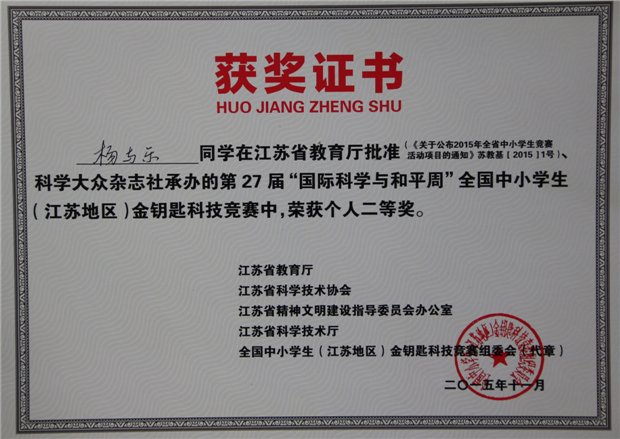 获奖证书
HUO JIANG ZHENG SHU
杨与乐 同学在江苏省教育厅批准(《关于公布2015年全省中小学生竞赛活动项目的通知》苏教基[2015]1号)、
科学大众杂志社承办的第27届“国际科学与和平周”全国中小学生
(江苏地区)金钥匙科技竞赛中,荣获个人二等奖。
江苏省教育厅
江苏省科学技术协会
江苏省精神文明建设指导委员会办公室
江苏省科学技术厅
全国中小学生(江苏地区)金钥匙科技竞赛组委会(代章)
二〇一五年十一月